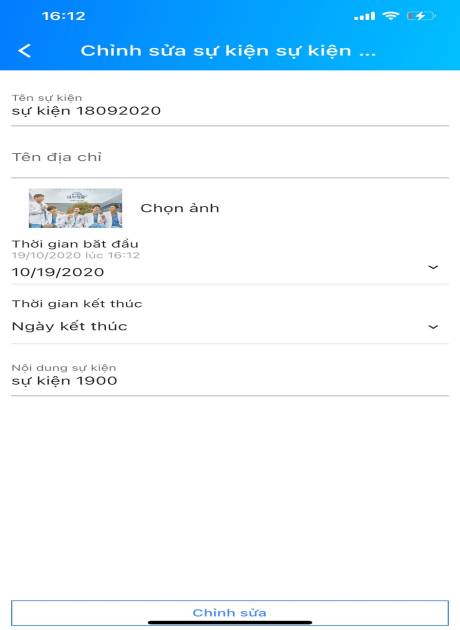 16:12
Chỉnh sửa sự kiện sự kiện ...
Tên sự kiện
sự kiện 18092020
Tên địa chỉ
Chọn ảnh
Thời gian bắt đầu
19/10/2020 lúc 16:12
10/19/2020
Thời gian kết thúc
Ngày kết thúc
Nội dung sự kiện
sự kiện 1900
Chỉnh sửa